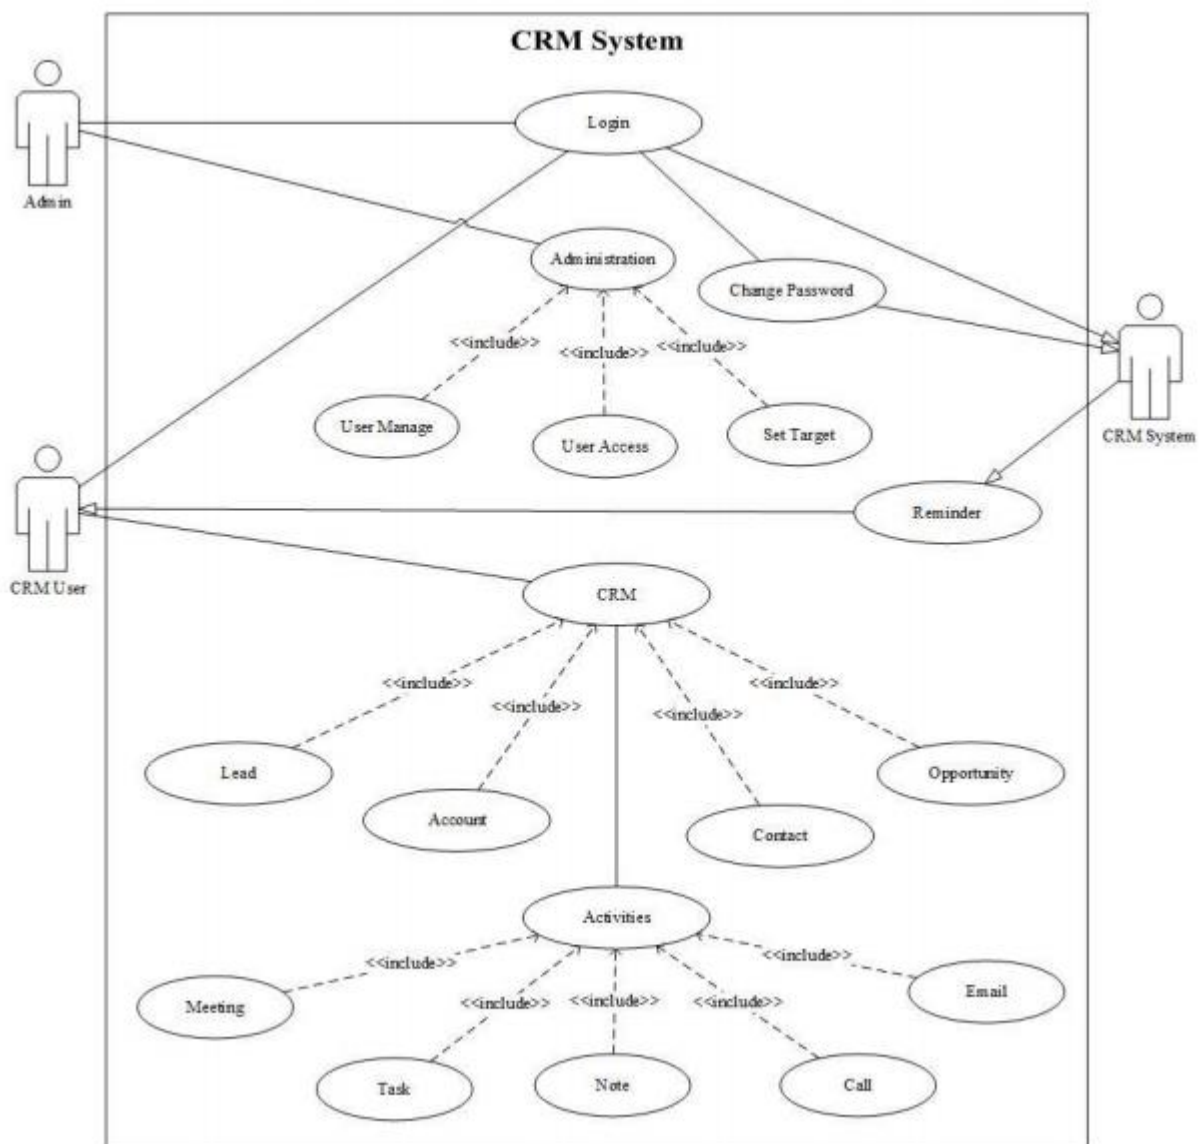 CRM System
Login
Admin
Administration
Change Password
<<include>>
<<include>>
<<include>>
User Manage
User Access
Set Target
CRM System
Reminder
CRM User
CRM
<<include>>
<<include>>
<<include>>
<<include>>
Lead
Account
Contact
Opportunity
Activities
<<include>>
<<include>>
<<include>>
<<include>>
<<include>>
Meeting
Task
Note
Call
Email